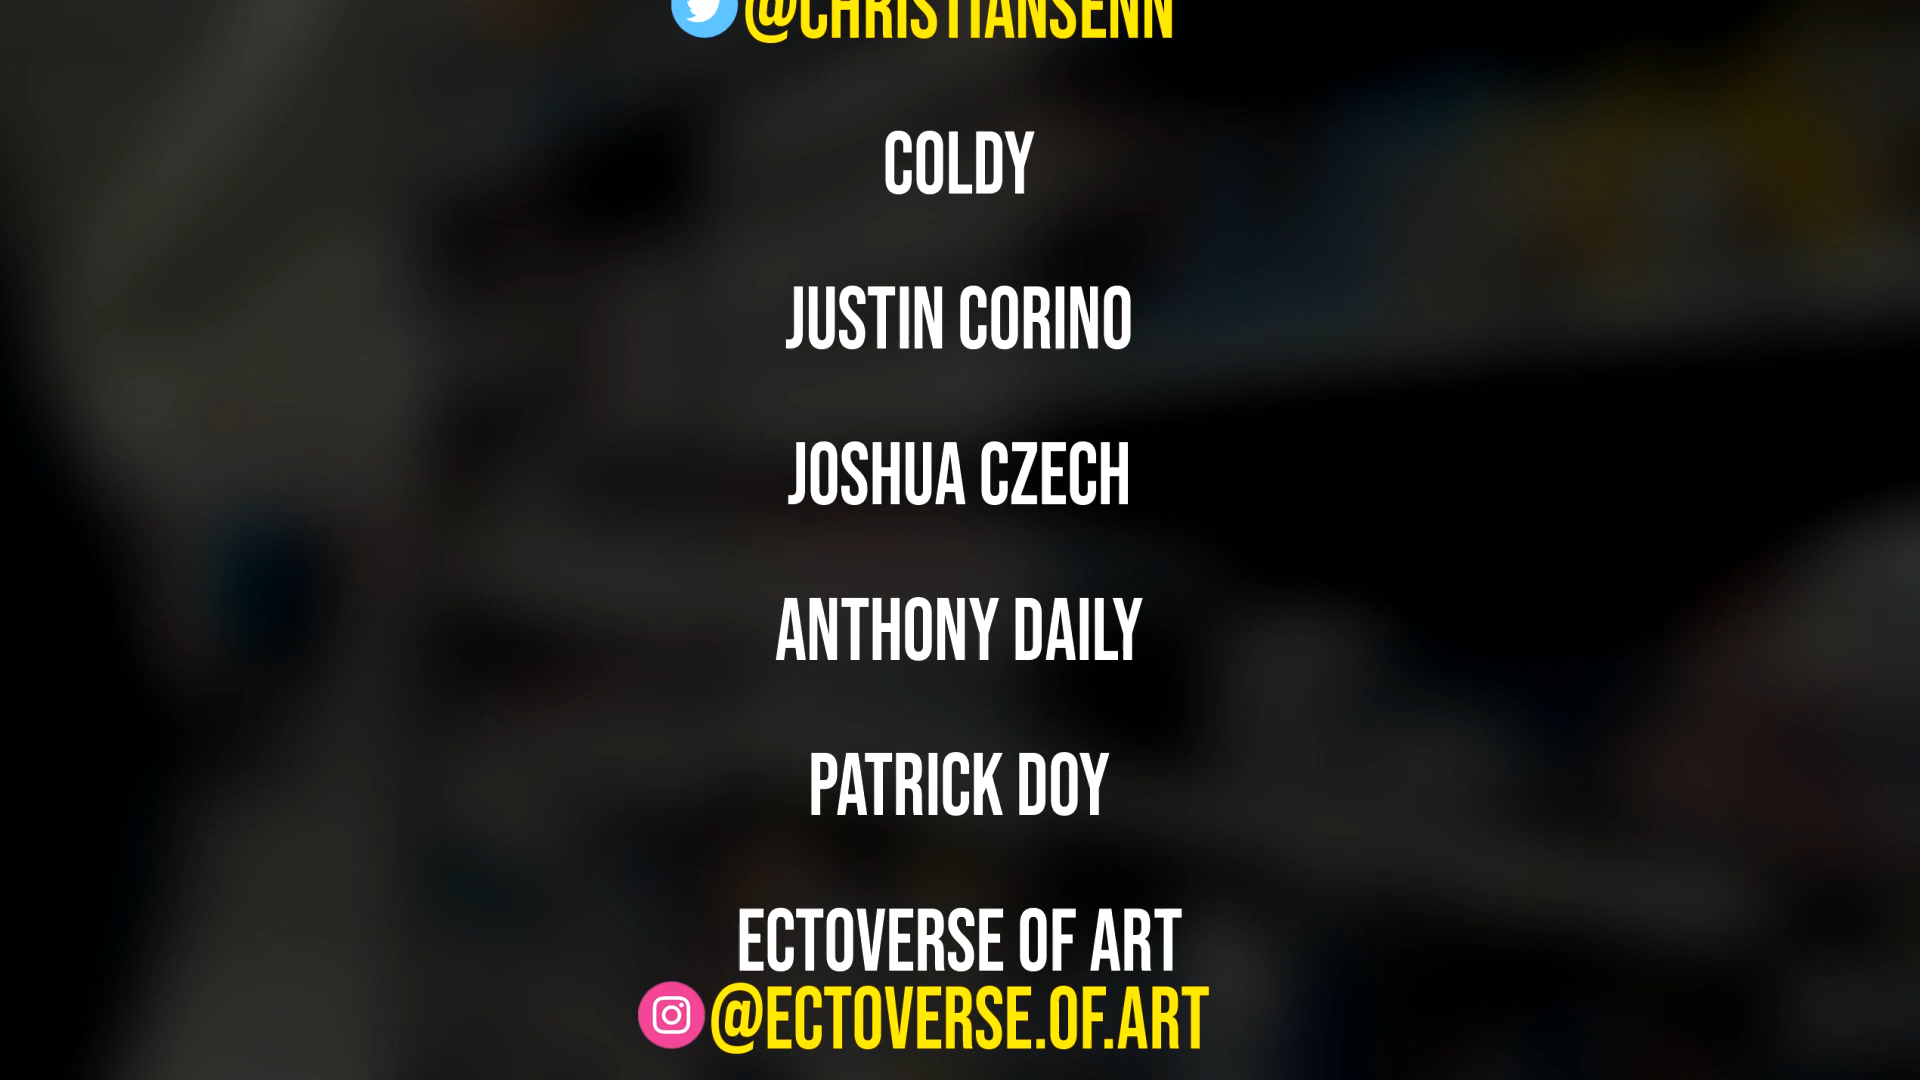 @CHRISTIANSENN
COLDY
JUSTIN CORINO
JOSHUA CZECH
ANTHONY DAILY
PATRICK DOY
ECTOVERSE OF ART
@ECTOVERSE.OF.ART